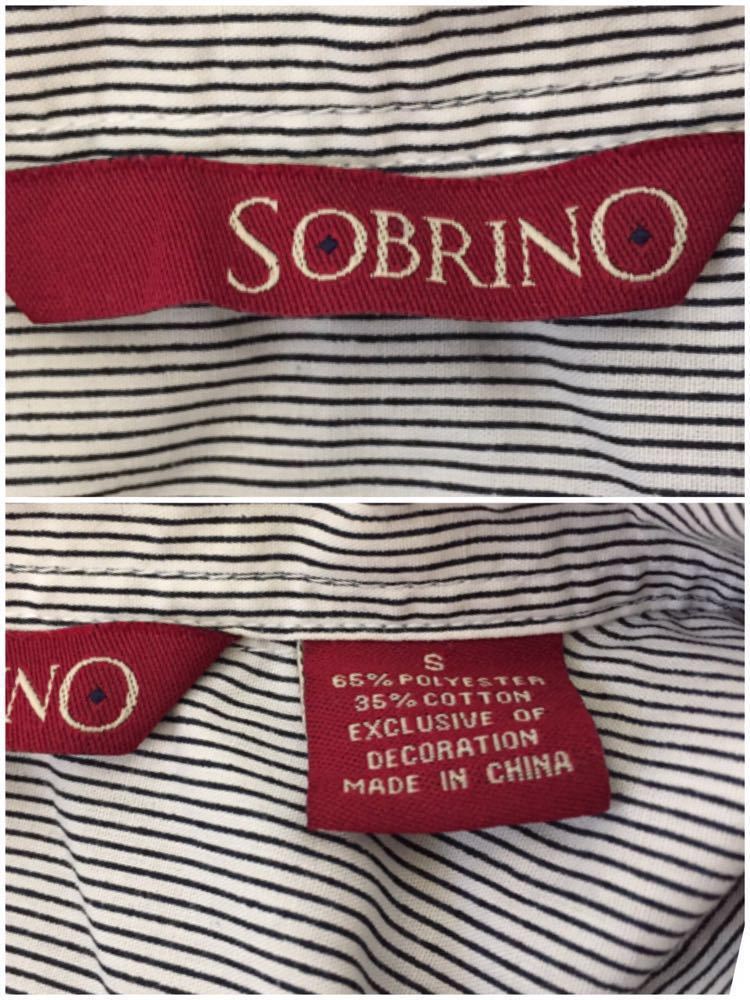 SOBRINO
NO
S
65% POLYESTER
35% COTTON
EXCLUSIVE OF
DECORATION
MADE IN CHINA